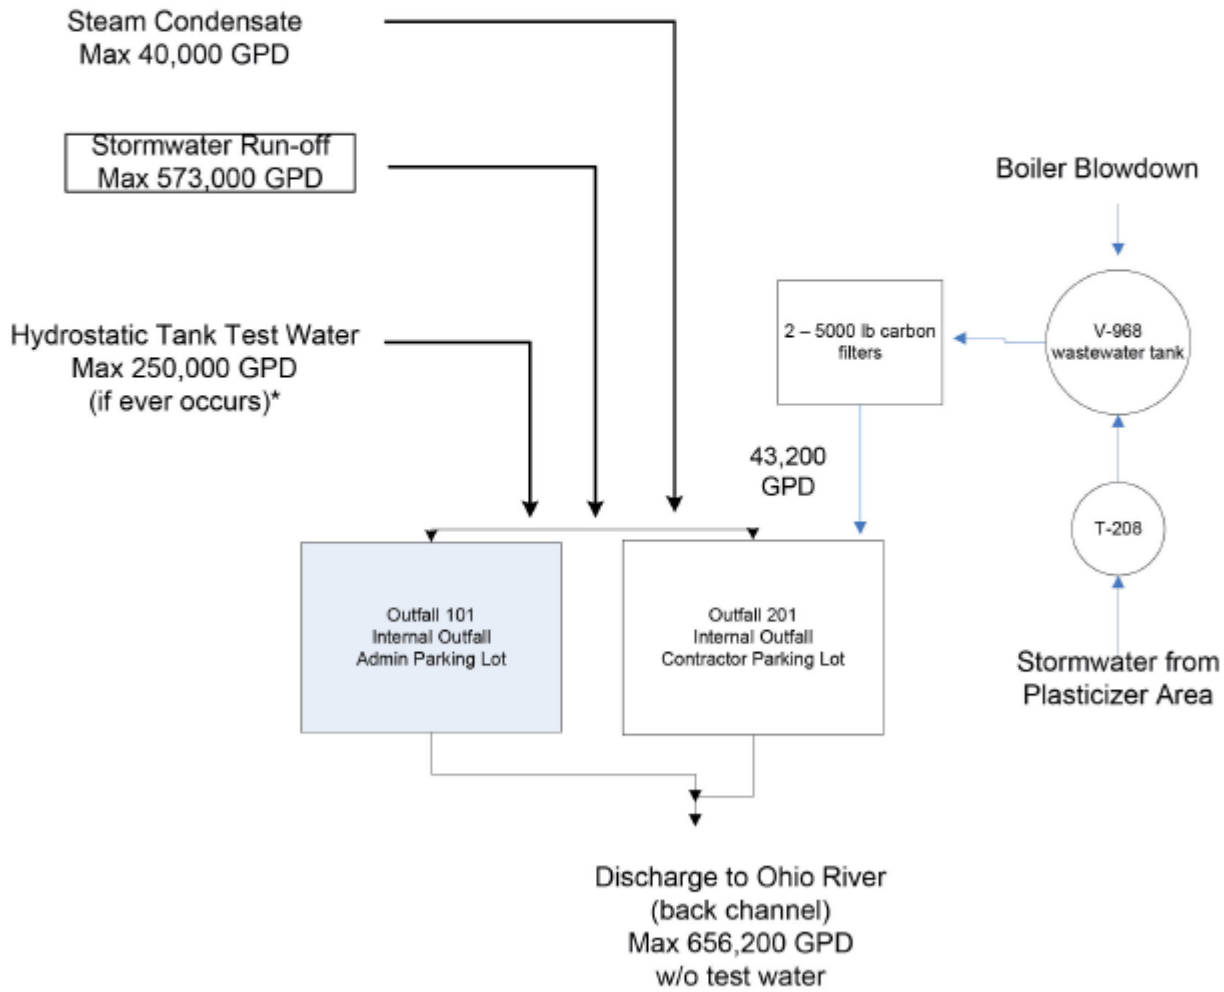 Steam Condensate
Max 40,000 GPD
Stormwater Run-off
Max 573,000 GPD
Boiler Blowdown
Hydrostatic Tank Test Water
Max 250,000 GPD
(if ever occurs)*
2 – 5000 lb carbon
filters
V-968
wastewater tank
43,200
GPD
T-208
Outfall 101
Internal Outfall
Admin Parking Lot
Outfall 201
Internal Outfall
Contractor Parking Lot
Stormwater from
Plasticizer Area
Discharge to Ohio River
(back channel)
Max 656,200 GPD
w/o test water